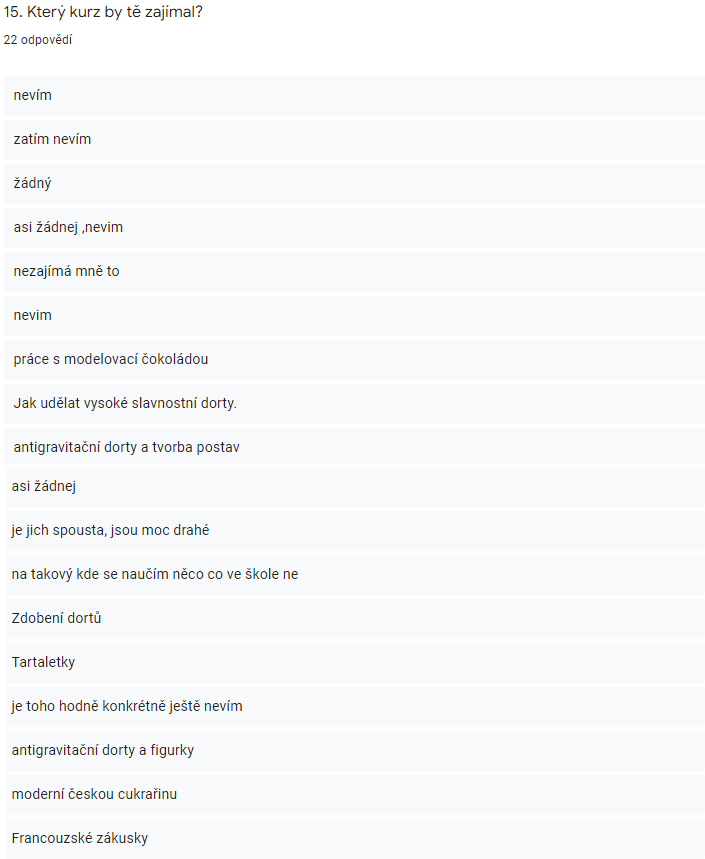 15. Který kurz by tě zajímal?
22 odpovědí
nevím
zatím nevím
žádný
asi žádnej ,nevim
nezajímá mně to
nevim
práce s modelovací čokoládou
Jak udělat vysoké slavnostní dorty.
antigravitační dorty a tvorba postav
asi žádnej
je jich spousta, jsou moc drahé
na takový kde se naučím něco co ve škole ne
Zdobení dortů
Tartaletky
je toho hodně konkrétně ještě nevím
antigravitační dorty a figurky
moderní českou cukrařinu
Francouzské zákusky